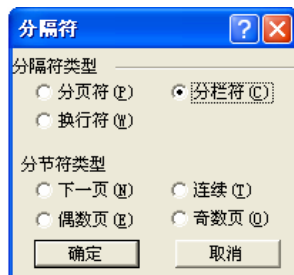 分隔符
分隔符类型
分页符(P) 分栏符(C)
换行符(W)
分节符类型
下一页(N) 连续(T)
偶数页(E) 奇数页(O)
确定 取消